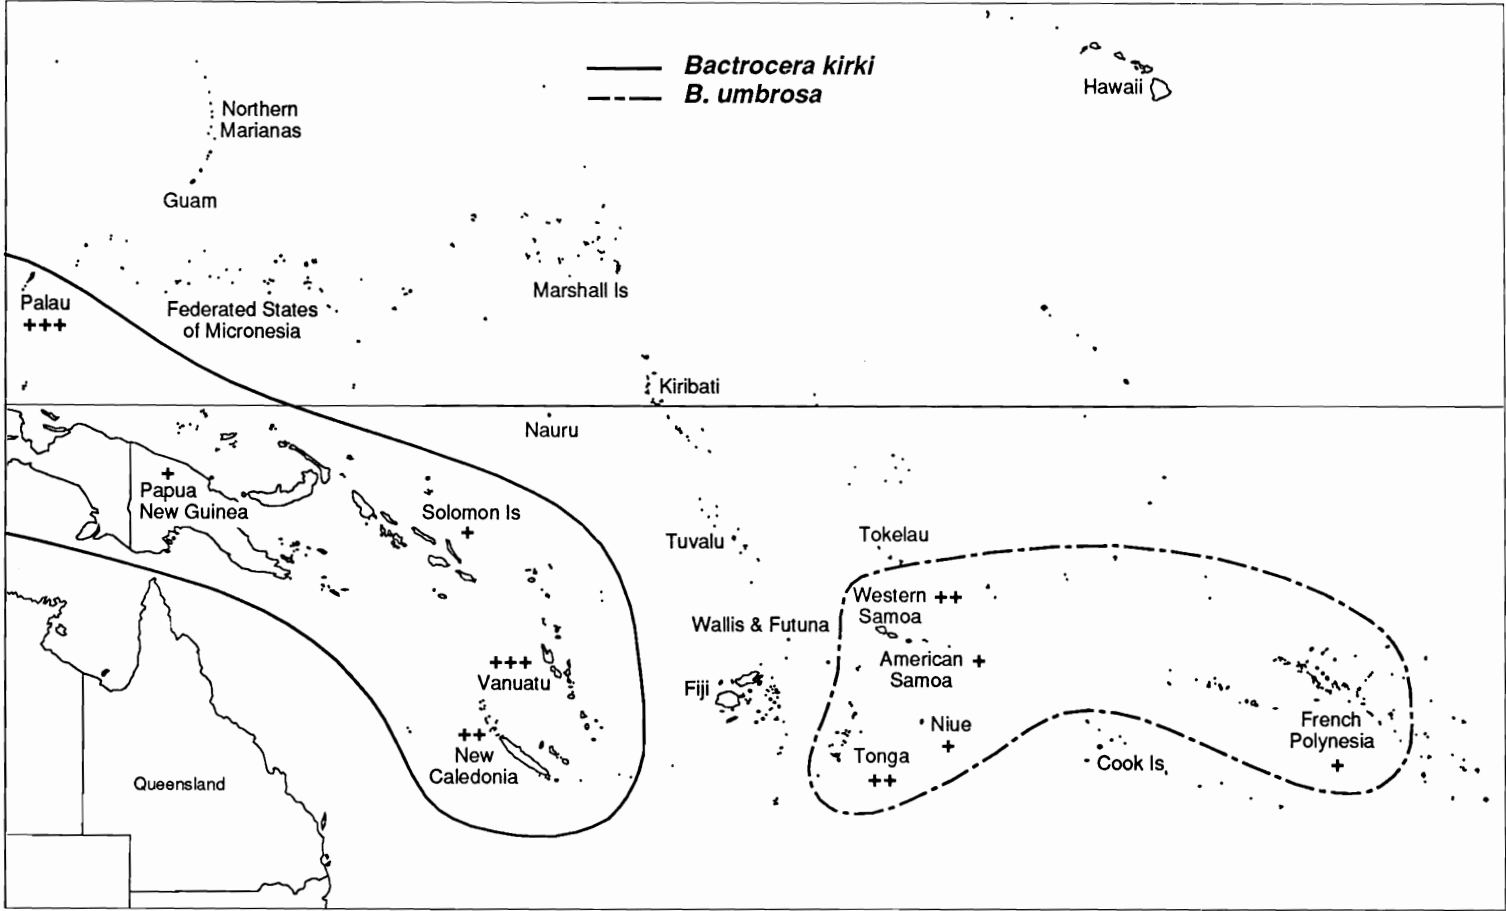 Bactrocera kirki
B. umbrosa
Hawaii
Northern
Marianas
Guam
Palau
+++
Federated States
of Micronesia
Marshall Is
Kiribati
Nauru
+
Papua
New Guinea
Solomon Is
+
Tuvalu
Tokelau
Western ++
Samoa
Wallis & Futuna
American +
Samoa
+++
Vanuatu
Fiji
++
New
Caledonia
Niue
+
Tonga
++
Cook Is
French
Polynesia
+
Queensland